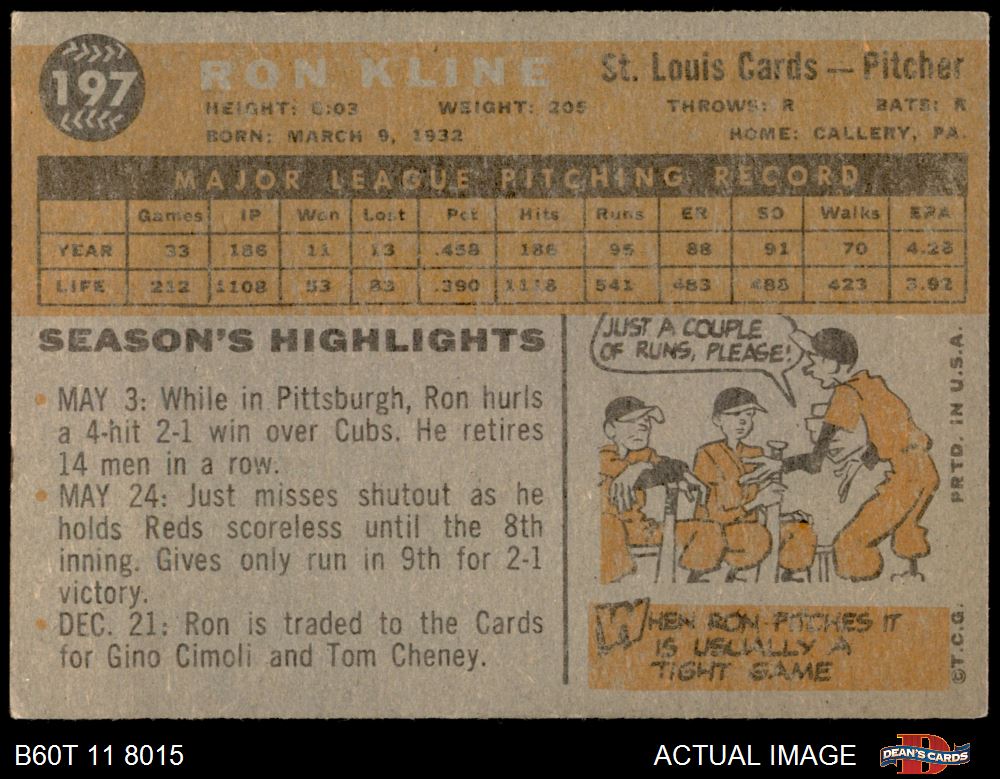 197
RON KLINE
St. Louis Cards — Pitcher
HEIGHT: 6:03 WEIGHT: 205 THROWS: R BATS: R
BORN: MARCH 9, 1932 HOME: CALLERY, PA.
MAJOR LEAGUE PITCHING RECORD
Games IP Won Lost Pct Hits Runs ER SO Walks ERA
YEAR 33 186 11 13 .458 186 95 88 91 70 4.26
LIFE 212 1108 53 83 .390 1118 541 483 488 423 3.92
SEASON'S HIGHLIGHTS
• MAY 3: While in Pittsburgh, Ron hurls
a 4-hit 2-1 win over Cubs. He retires
14 men in a row.
• MAY 24: Just misses shutout as he
holds Reds scoreless until the 8th
inning. Gives only run in 9th for 2-1
victory.
• DEC. 21: Ron is traded to the Cards
for Gino Cimoli and Tom Cheney.
JUST A COUPLE
OF RUNS, PLEASE!
WHEN RON PITCHES IT
IS USUALLY A
TIGHT GAME
©T.C.G. PRTD. IN U.S.A.
B60T 11 8015
ACTUAL IMAGE
DEAN'S CARDS